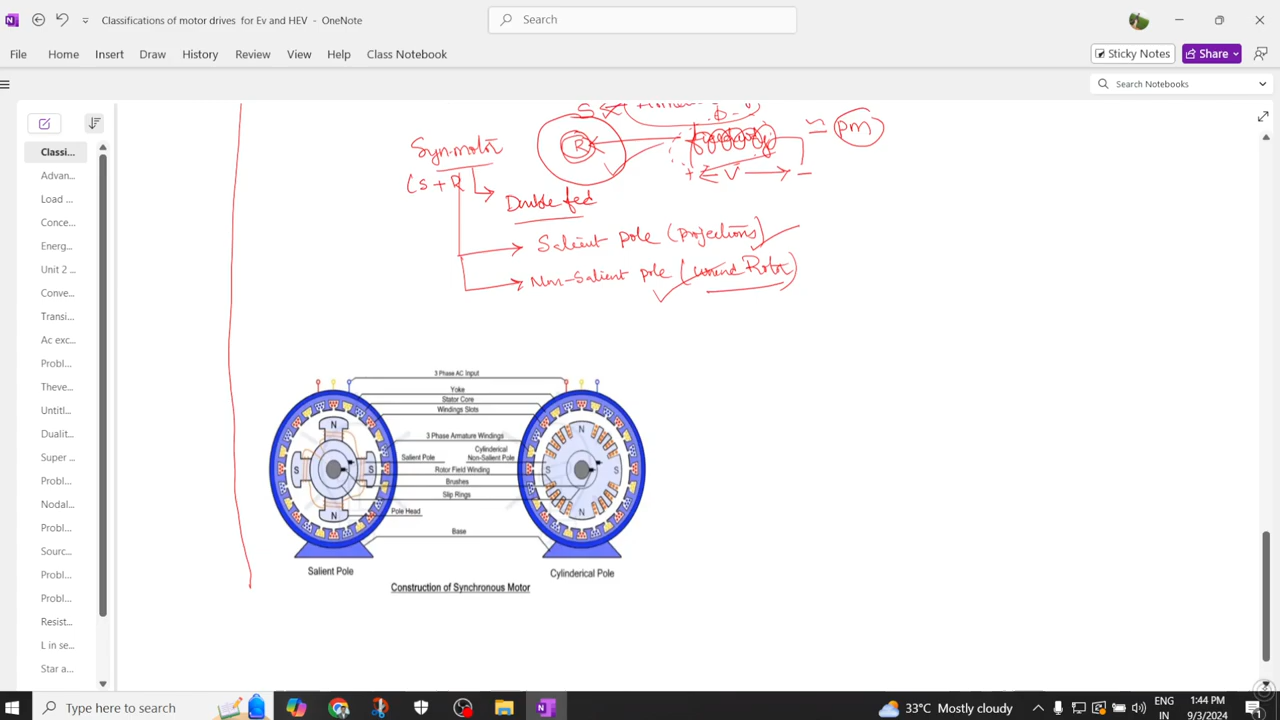 Classifications of motor drives for Ev and HEV - OneNote
Search
File Home Insert Draw History Review View Help Class Notebook
Sticky Notes Share
Search Notebooks
Classi...
Advan...
Load ...
Conce...
Energ...
Unit 2 ...
Conve...
Transi...
Ac exc...
Probl...
Theve...
Untitl...
Dualit...
Super ...
Probl...
Nodal...
Probl...
Sourc...
Probl...
Probl...
Resist...
L in se...
Star a...
S
R
pm
Syn-motor
(S + R
+ ← V → -
Double fed
Salient pole (projections)
Non-Salient pole (wound Rotor)
3 Phase AC Input
Yoke
Stator Core
Windings Slots
3 Phase Armature Windings
Salient Pole
Cylindrical Non-Salient Pole
Rotor Field Winding
Brushes
Slip Rings
Pole Head
Base
N S S N
N S S N
Salient Pole
Cylinderical Pole
Construction of Synchronous Motor
Type here to search
33°C Mostly cloudy
ENG
IN
1:44 PM
9/3/2024